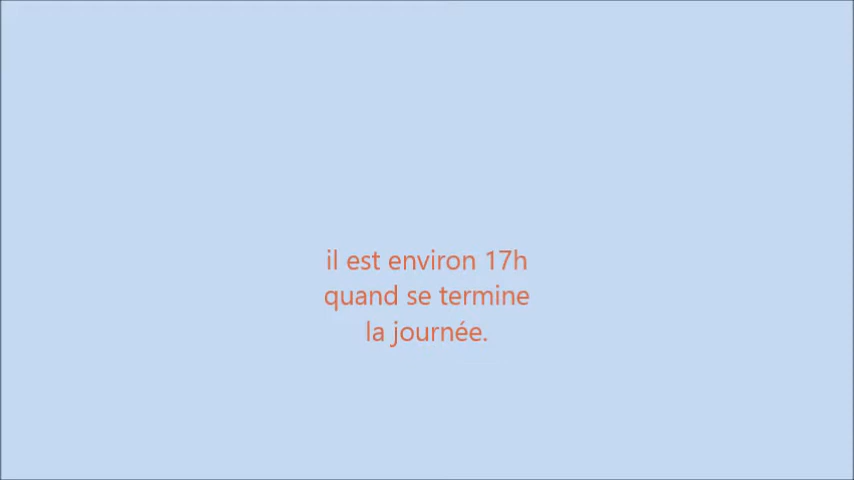 il est environ 17h
quand se termine
la journée.